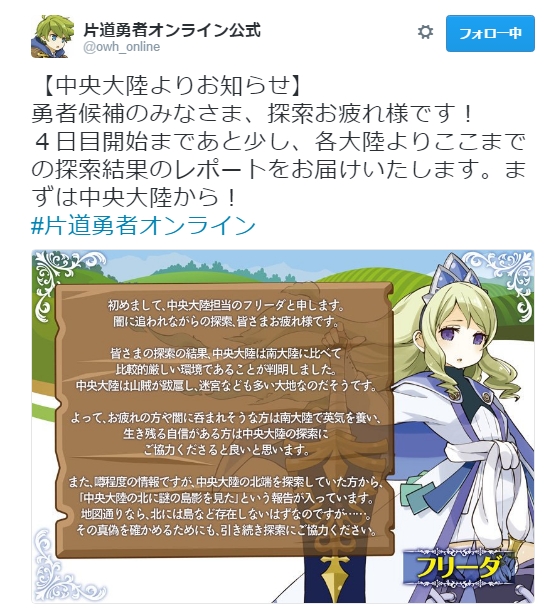 片道勇者オンライン公式
@owh_online
フォロー中
【中央大陸よりお知らせ】
勇者候補のみなさま、探索お疲れ様です！
４日目開始まであと少し、各大陸よりここまで
の探索結果のレポートをお届けいたします。ま
ずは中央大陸から！
#片道勇者オンライン
初めまして、中央大陸担当のフリーダと申します。
闇に追われながらの探索、皆さまお疲れ様です。
皆さまの探索の結果、中央大陸は南大陸に比べて
比較的厳しい環境であることが判明しました。
中央大陸は山賊が跋扈し、迷宮なども多い大地なのだそうです。
よって、お疲れの方や闇に呑まれそうな方は南大陸で英気を養い、
生き残る自信がある方は中央大陸の探索に
ご協力くださると良いと思います。
また、噂程度の情報ですが、中央大陸の北端を探索していた方から、
「中央大陸の北に謎の島影を見た」という報告が入っています。
地図通りなら、北には島など存在しないはずなのですが……。
その真偽を確かめるためにも、引き続き探索にご協力ください。
フリーダ